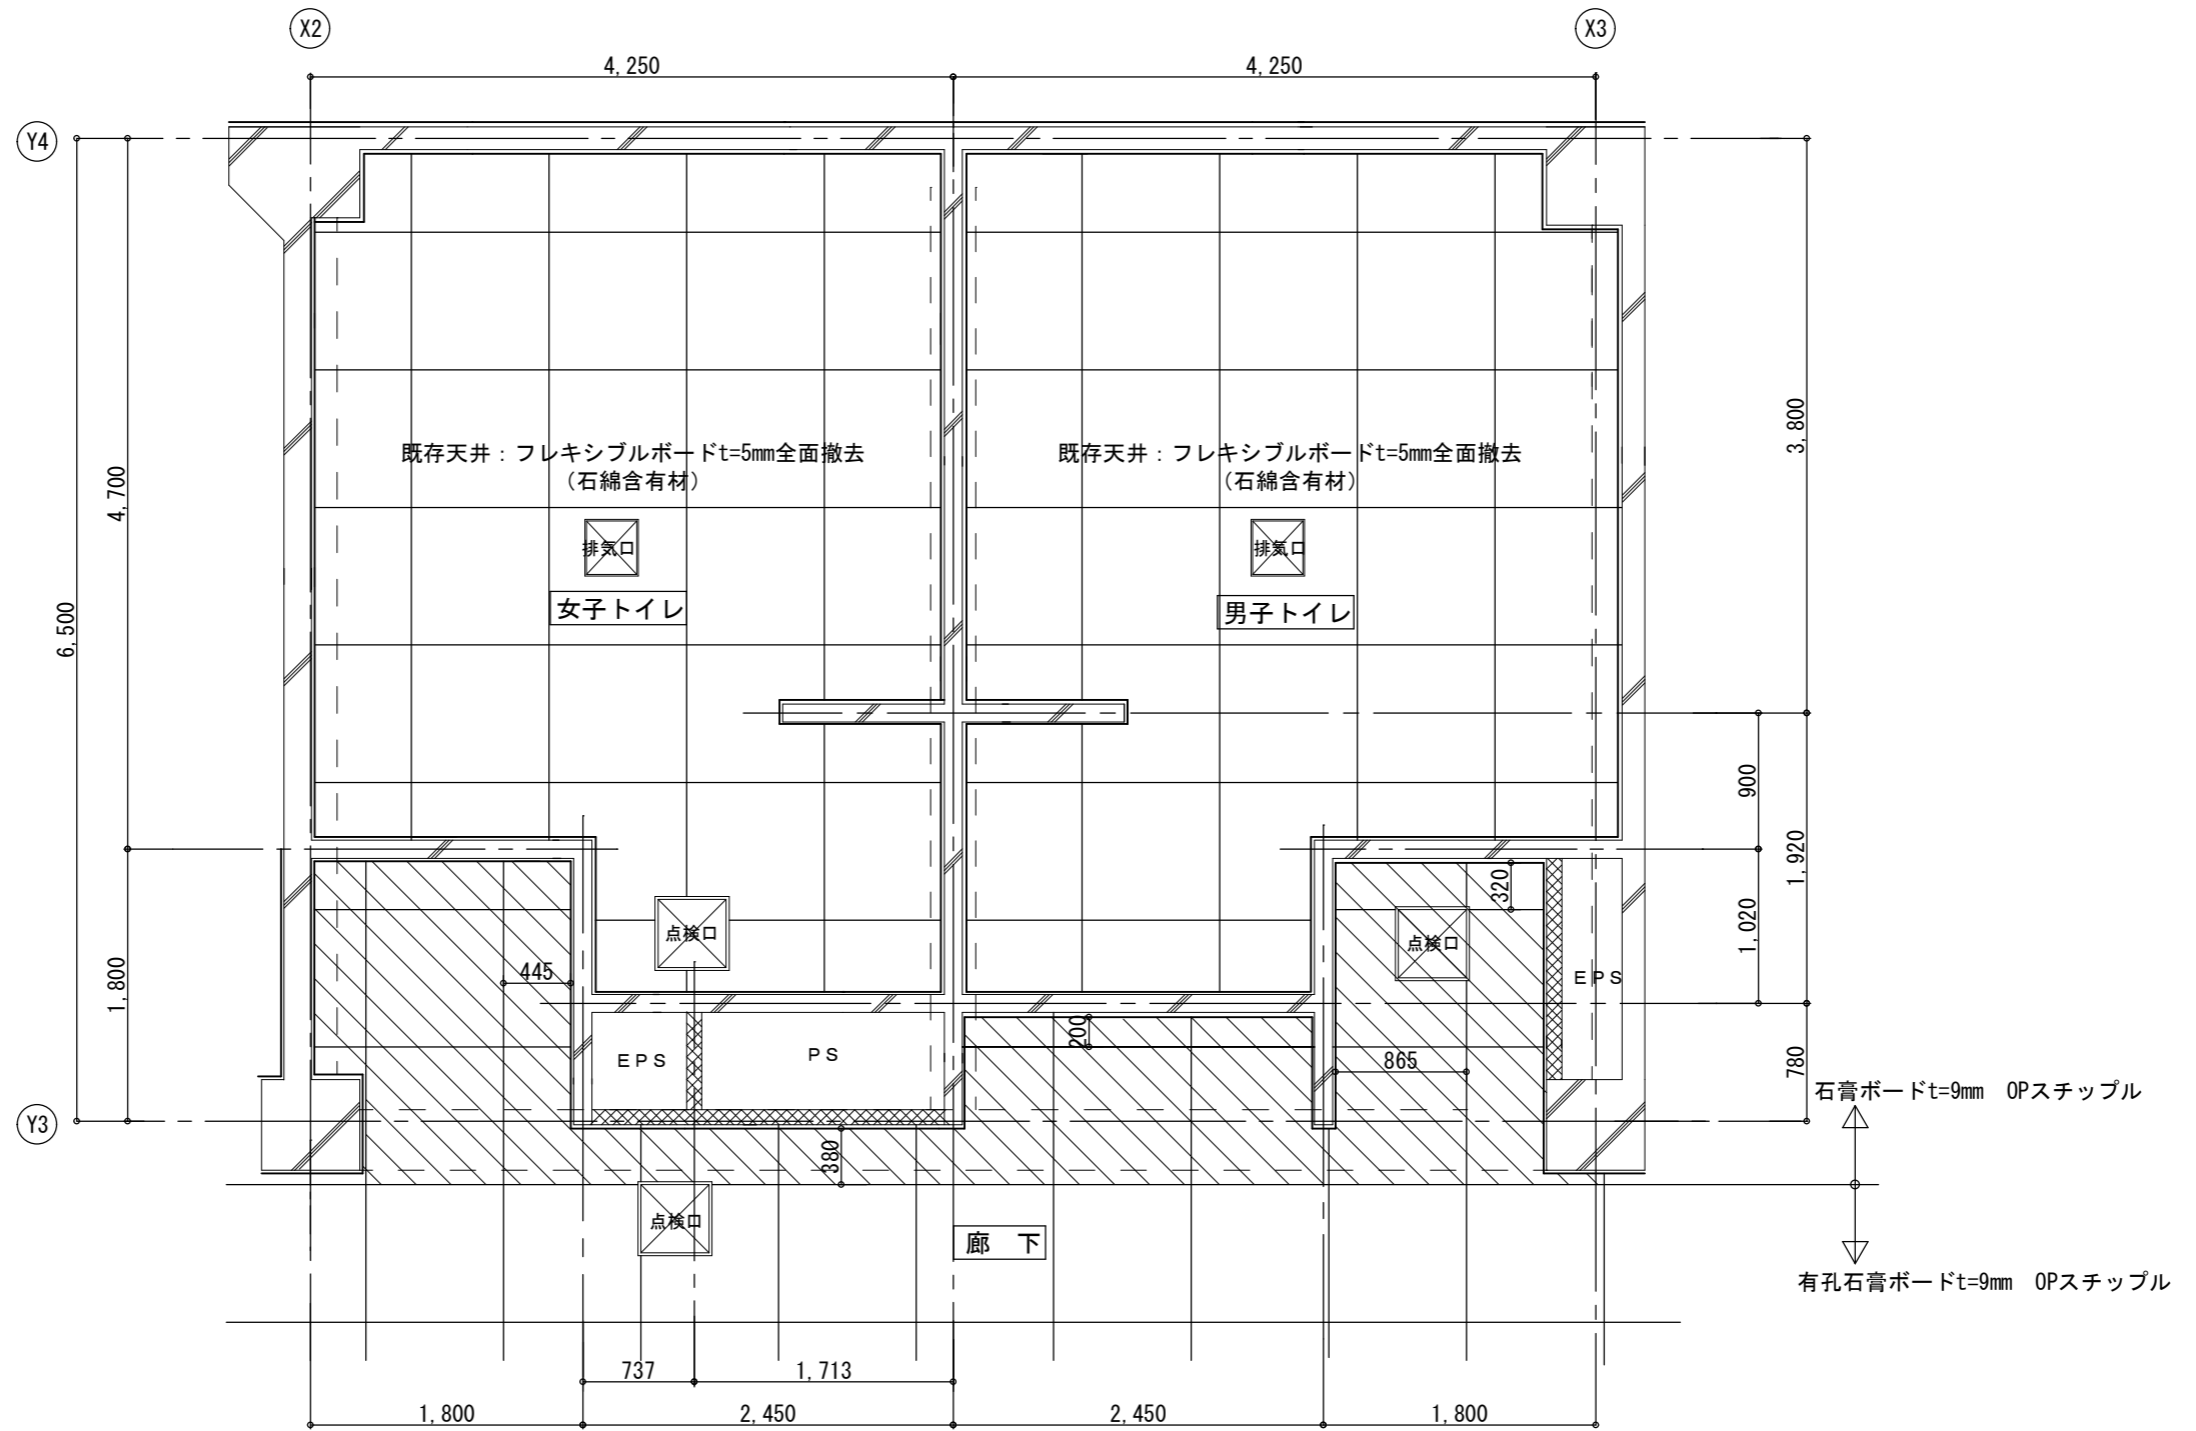 X2
X3
4,250
4,250
Y4
既存天井：フレキシブルボードt=5mm全面撤去
（石綿含有材）
既存天井：フレキシブルボードt=5mm全面撤去
（石綿含有材）
3,800
4,700
排気口
排気口
6,500
女子トイレ
男子トイレ
900
1,920
320
1,020
点検口
点検口
445
1,800
EPS
200
EPS
PS
865
780
石膏ボードt=9mm　OPスチップル
Y3
380
点検口
廊　下
有孔石膏ボードt=9mm　OPスチップル
737
1,713
1,800
2,450
2,450
1,800